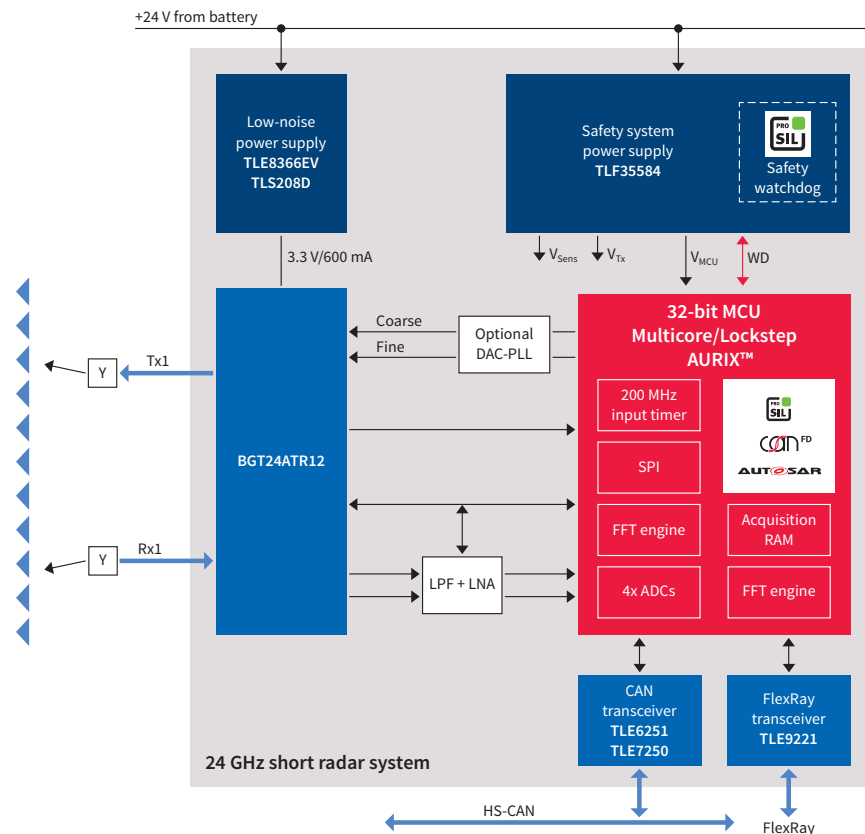 +24 V from battery
Low-noise
power supply
TLE8366EV
TLS208D
Safety system
power supply
TLF35584
PRO
SIL
Safety
watchdog
3.3 V/600 mA
VSens
VTx
VMCU
WD
Coarse
Fine
Optional
DAC-PLL
32-bit MCU
Multicore/Lockstep
AURIX™
200 MHz
input timer
SPI
FFT engine
4x ADCs
PRO
SIL
CAN FD
AUTOSAR
Acquisition
RAM
FFT engine
Y
Tx1
BGT24ATR12
Y
Rx1
LPF + LNA
CAN
transceiver
TLE6251
TLE7250
FlexRay
transceiver
TLE9221
24 GHz short radar system
HS-CAN
FlexRay